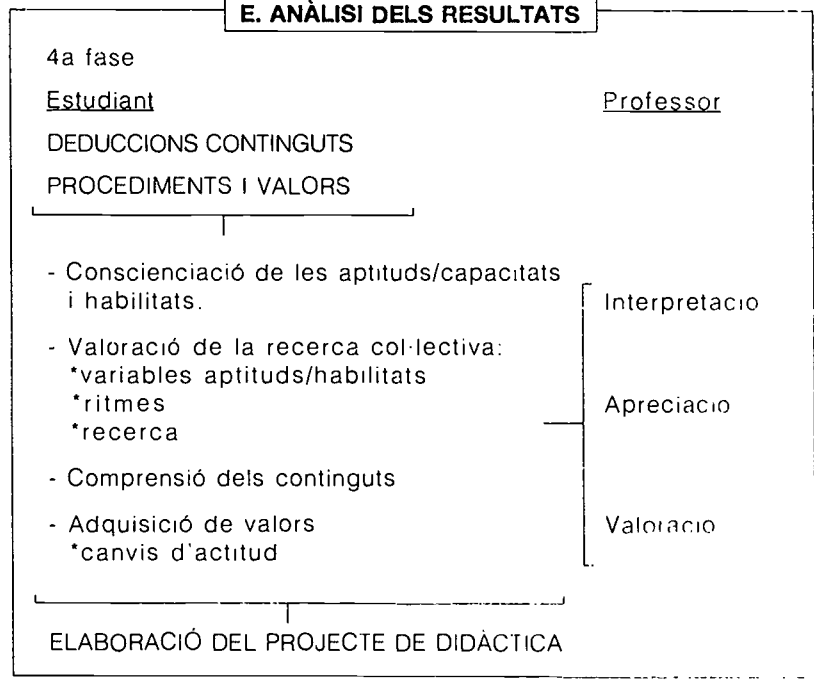 E. ANÀLISI DELS RESULTATS
4a fase
Estudiant Professor
DEDUCCIONS CONTINGUTS
PROCEDIMENTS I VALORS
- Conscienciació de les aptituds/capacitats
i habilitats.
Interpretacio
- Valoració de la recerca col·lectiva:
*variables aptituds/habilitats
*ritmes
Apreciacio
*recerca
- Comprensió dels continguts
- Adquisició de valors
Valoracio
*canvis d'actitud
ELABORACIÓ DEL PROJECTE DE DIDÀCTICA